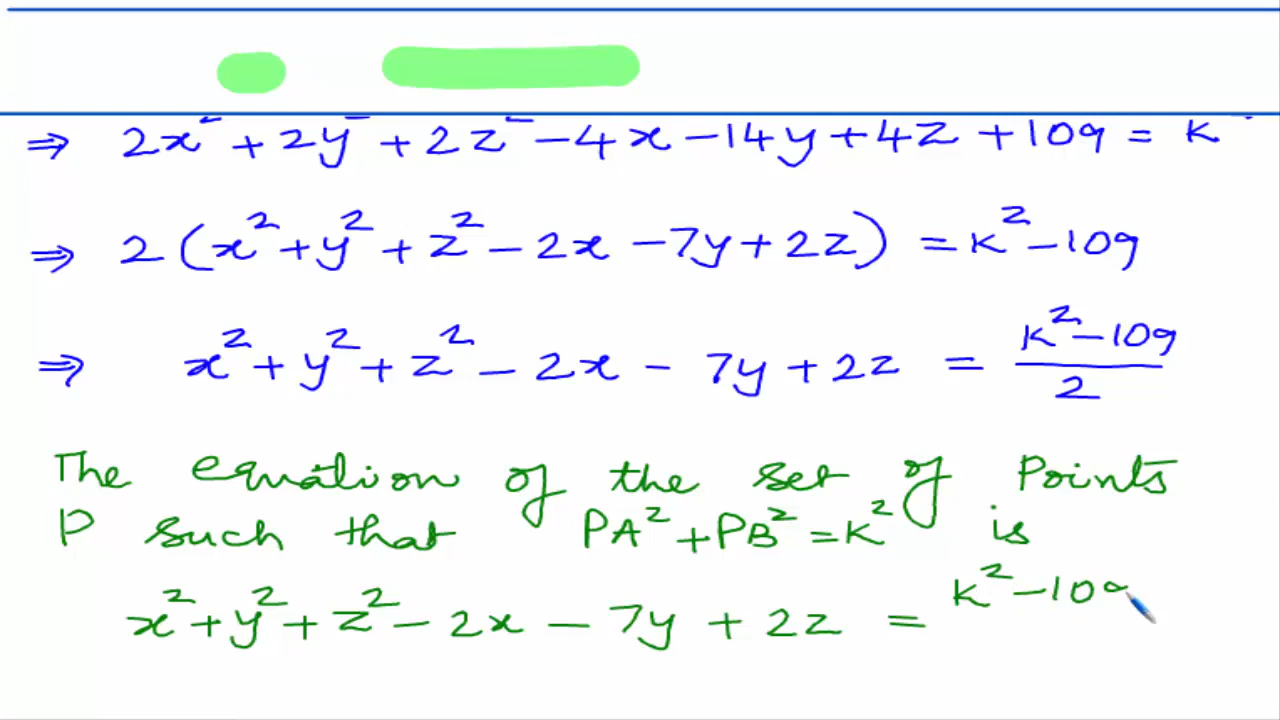 ⇒ 2x² + 2y² + 2z² – 4x – 14y + 4z + 109 = K²
⇒ 2 (x² + y² + z² – 2x – 7y + 2z) = K² – 109
⇒ x² + y² + z² – 2x – 7y + 2z = (K² – 109)/2
The equation of the set of Points
P such that PA² + PB² = K² is
x² + y² + z² – 2x – 7y + 2z = K² – 109